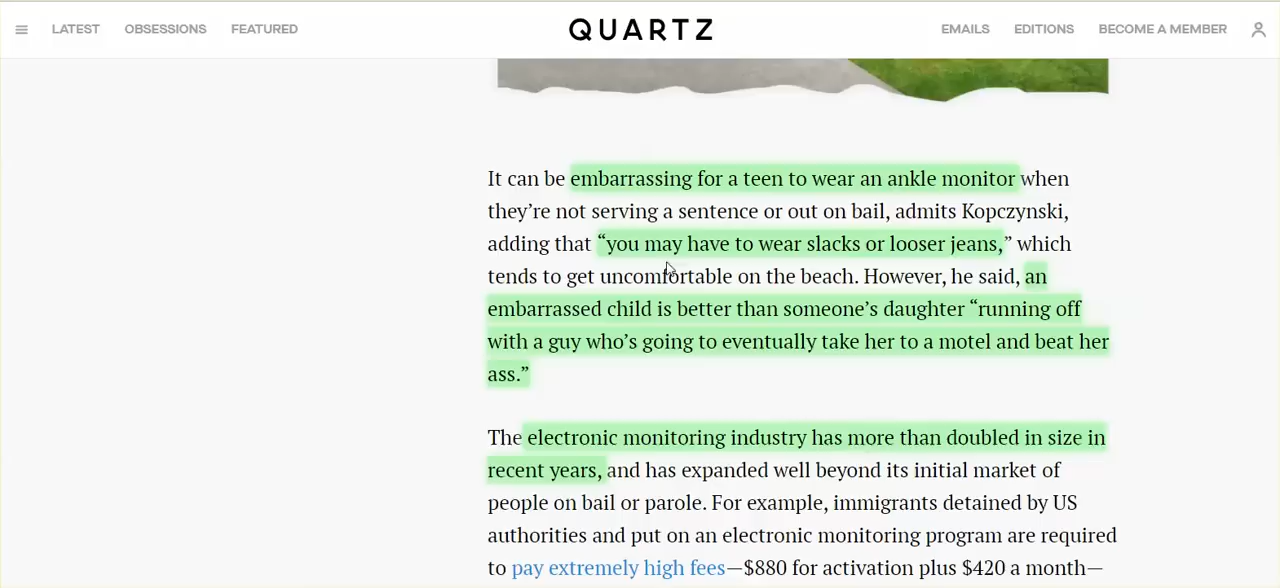 LATEST OBSESSIONS FEATURED QUARTZ EMAILS EDITIONS BECOME A MEMBER
It can be embarrassing for a teen to wear an ankle monitor when
they’re not serving a sentence or out on bail, admits Kopczynski,
adding that “you may have to wear slacks or looser jeans,” which
tends to get uncomfortable on the beach. However, he said, an
embarrassed child is better than someone’s daughter “running off
with a guy who’s going to eventually take her to a motel and beat her
ass.”
The electronic monitoring industry has more than doubled in size in
recent years, and has expanded well beyond its initial market of
people on bail or parole. For example, immigrants detained by US
authorities and put on an electronic monitoring program are required
to pay extremely high fees—$880 for activation plus $420 a month—